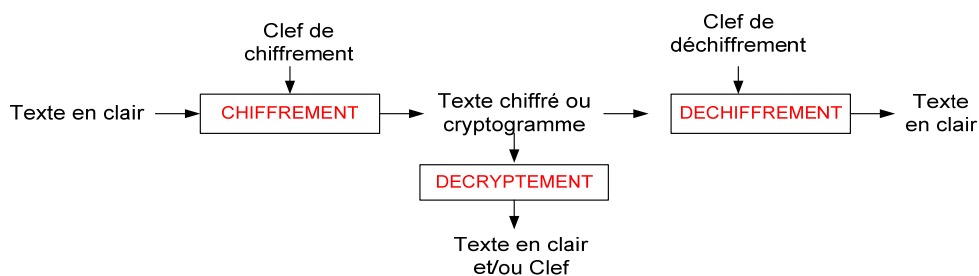 Clef de
chiffrement
Clef de
déchiffrement
Texte en clair
CHIFFREMENT
Texte chiffré ou
cryptogramme
DECHIFFREMENT
Texte
en clair
DECRYPTEMENT
Texte en clair
et/ou Clef